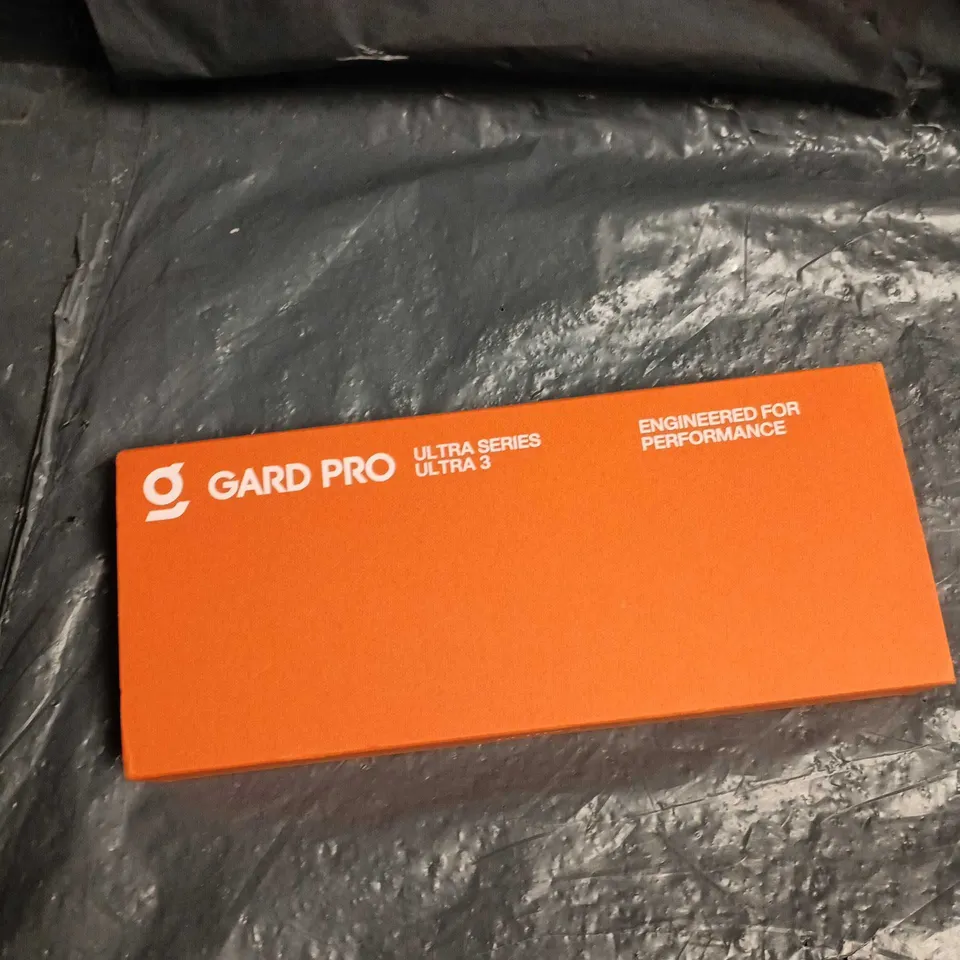 g GARD PRO
ULTRA SERIES
ULTRA 3
ENGINEERED FOR
PERFORMANCE